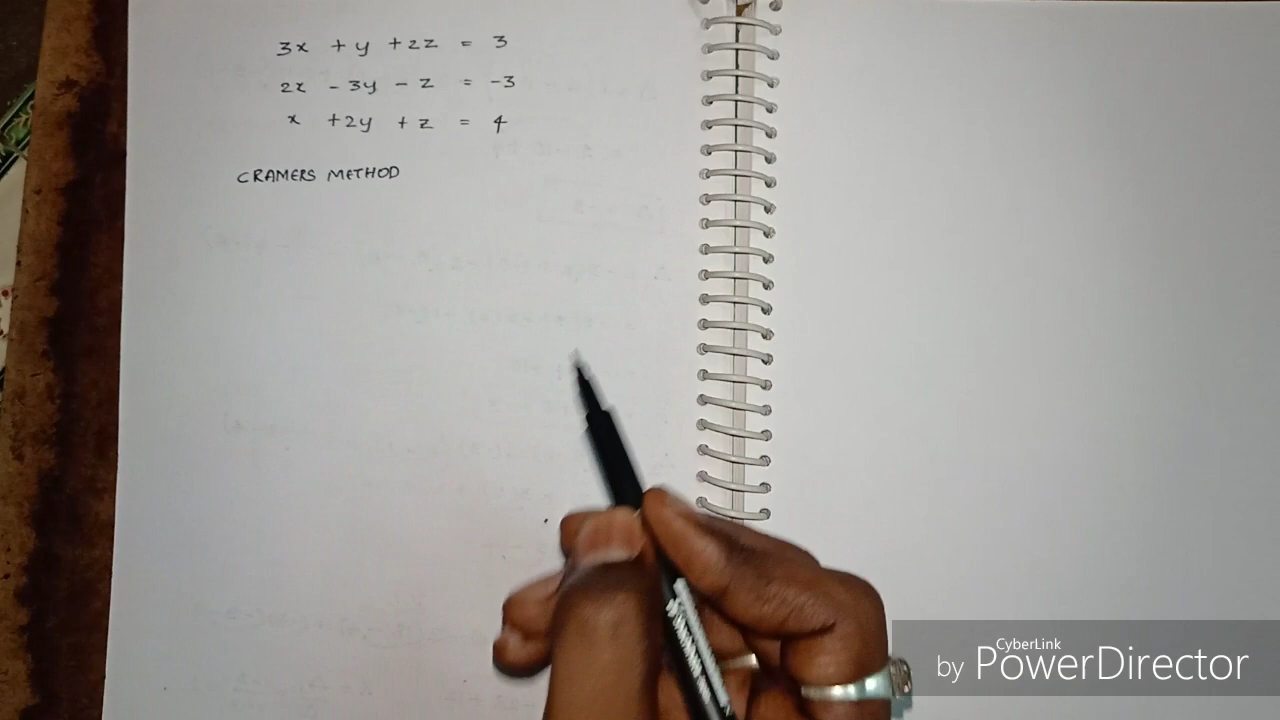 3x + y + 2z = 3
2x - 3y - z = -3
x + 2y + z = 4
CRAMERS METHOD
CyberLink
by PowerDirector